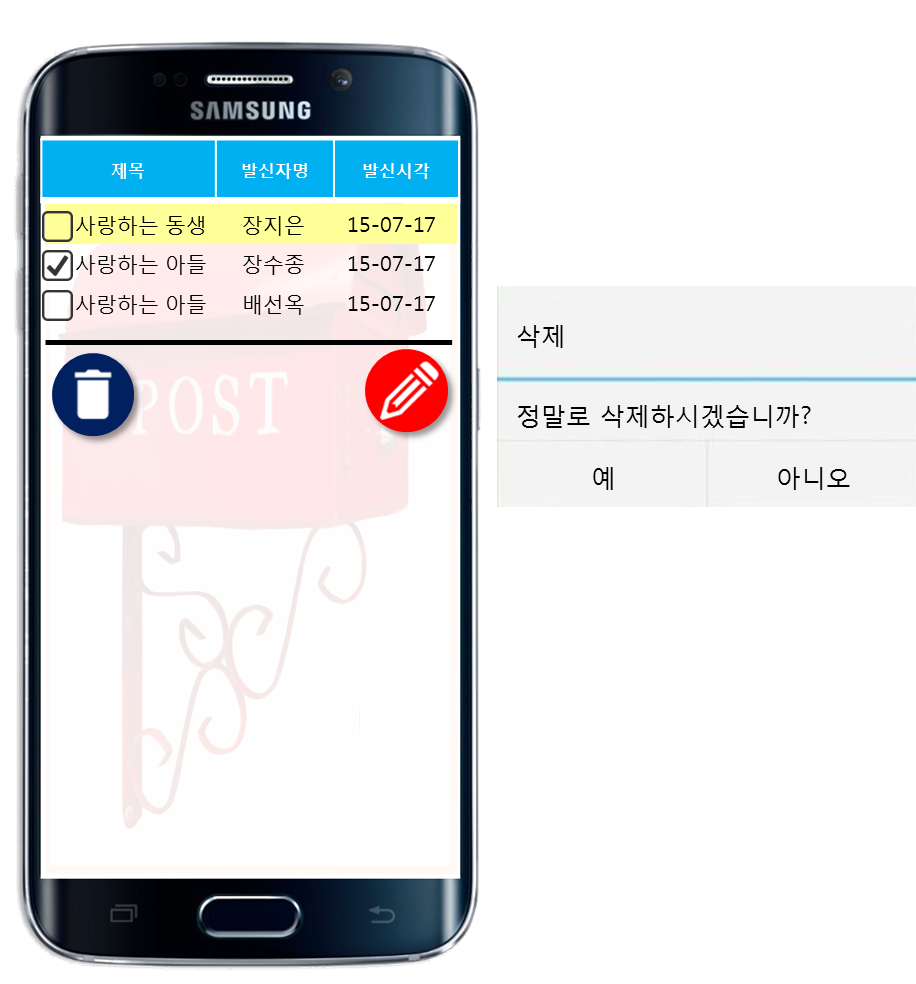 SAMSUNG
제목 발신자명 발신시각
사랑하는 동생 장지은 15-07-17
사랑하는 아들 장수종 15-07-17
사랑하는 아들 배선옥 15-07-17
POST
삭제
정말로 삭제하시겠습니까?
예 아니오